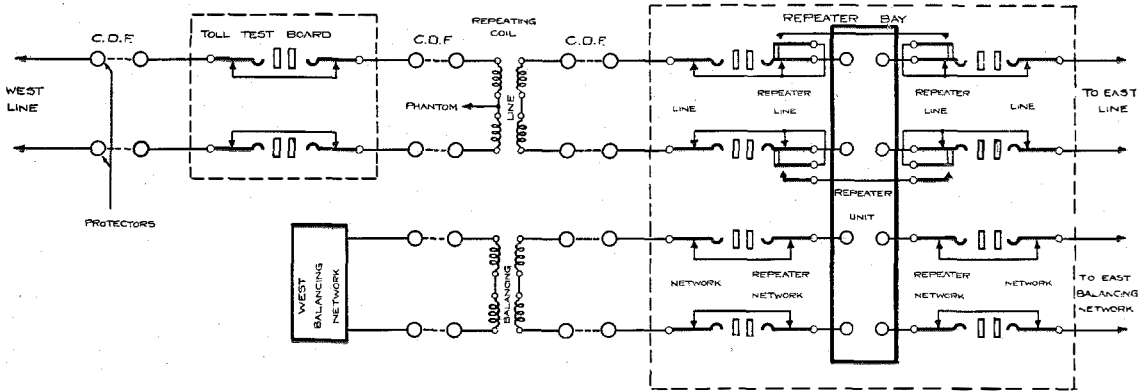 REPEATING
COIL
REPEATER BAY
C.D.F.
TOLL TEST BOARD
C.D.F.
C.D.F.
WEST
LINE
PHANTOM
LINE
LINE
REPEATER
LINE
REPEATER
LINE
LINE
TO EAST
LINE
PROTECTORS
REPEATER
UNIT
WEST
BALANCING
NETWORK
BALANCING
NETWORK
REPEATER
NETWORK
REPEATER
NETWORK
NETWORK
TO EAST
BALANCING
NETWORK